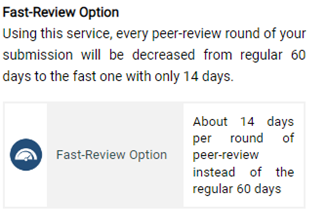 Fast-Review Option
Using this service, every peer-review round of your
submission will be decreased from regular 60
days to the fast one with only 14 days.
Fast-Review Option
About 14 days
per round of
peer-review
instead of the
regular 60 days